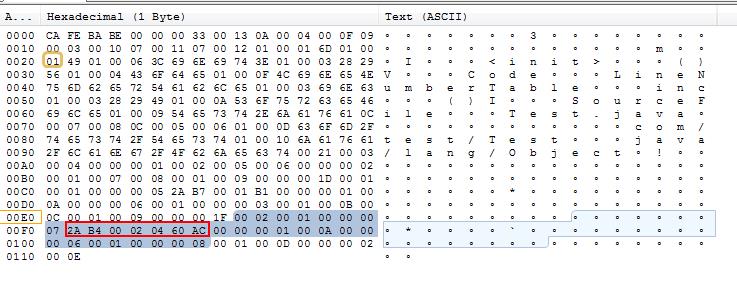 A... Hexadecimal (1 Byte) Text (ASCII)
0000 CA FE BA BE 00 00 00 33 00 13 0A 00 04 00 0F 09 ° ° ° ° ° ° ° 3 ° ° ° ° ° ° ° °
0010 00 03 00 10 07 00 11 07 00 12 01 00 01 6D 01 00 ° ° ° ° ° ° ° ° ° ° ° ° ° m ° °
0020 01 49 01 00 06 3C 69 6E 69 74 3E 01 00 03 28 29 ° I ° ° ° < i n i t > ° ° ° ( )
0030 56 01 00 04 43 6F 64 65 01 00 0F 4C 69 6E 65 4E V ° ° ° C o d e ° ° ° L i n e N
0040 75 6D 62 65 72 54 61 62 6C 65 01 00 03 69 6E 63 u m b e r T a b l e ° ° ° i n c
0050 01 00 03 28 29 49 01 00 0A 53 6F 75 72 63 65 46 ° ° ° ( ) I ° ° ° S o u r c e F
0060 69 6C 65 01 00 09 54 65 73 74 2E 6A 61 76 61 0C i l e ° ° ° T e s t . j a v a °
0070 00 07 00 08 0C 00 05 00 06 01 00 0D 63 6F 6D 2F ° ° ° ° ° ° ° ° ° ° ° ° c o m /
0080 74 65 73 74 2F 54 65 73 74 01 00 10 6A 61 76 61 t e s t / T e s t ° ° ° j a v a
0090 2F 6C 61 6E 67 2F 4F 62 6A 65 63 74 00 21 00 03 / l a n g / O b j e c t ° ! ° °
00A0 00 04 00 00 00 01 00 02 00 05 00 06 00 00 00 02 ° ° ° ° ° ° ° ° ° ° ° ° ° ° ° °
00B0 00 01 00 07 00 08 00 01 00 09 00 00 00 1D 00 01 ° ° ° ° ° ° ° ° ° ° ° ° ° ° ° °
00C0 00 01 00 00 00 05 2A B7 00 01 B1 00 00 00 01 00 ° ° ° ° ° ° * ° ° ° ° ° ° ° ° °
00D0 0A 00 00 00 06 00 01 00 00 00 03 00 01 00 0B 00 ° ° ° ° ° ° ° ° ° ° ° ° ° ° ° °
00E0 0C 00 01 00 09 00 00 00 1F 00 02 00 01 00 00 00 ° ° ° ° ° ° ° ° ° ° ° ° ° ° ° °
00F0 07 2A B4 00 02 04 60 AC 00 00 00 01 00 0A 00 00 ° * ° ° ° ° ` ° ° ° ° ° ° ° ° °
0100 00 06 00 01 00 00 00 08 00 01 00 0D 00 00 00 02 ° ° ° ° ° ° ° ° ° ° ° ° ° ° ° °
0110 00 0E ° °